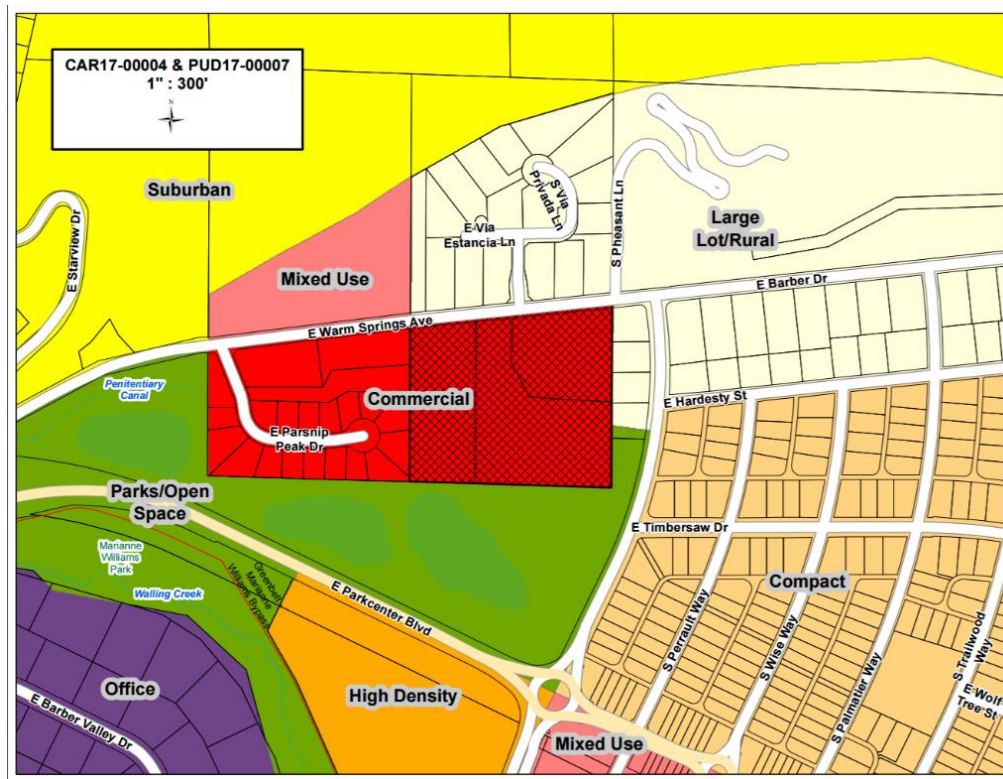 CAR17-00004 & PUD17-00007
1" : 300'
N
Suburban
E Starview Dr
Mixed Use
S Via
Privada Ln
E Via
Estancia Ln
S Pheasant Ln
Large
Lot/Rural
E Barber Dr
E Warm Springs Ave
Penitentiary
Canal
Commercial
E Parsnip
Peak Dr
E Hardesty St
Parks/Open
Space
Marianne
Williams
Park
Walling Creek
Greenbelt
Marianne
Williams Bypass
E Parkcenter Blvd
E Timbersaw Dr
Compact
S Perrault Way
S Wise Way
S Palmatier Way
S Trailwood
Way
E Wolf
Tree St
Office
E Barber Valley Dr
High Density
Mixed Use